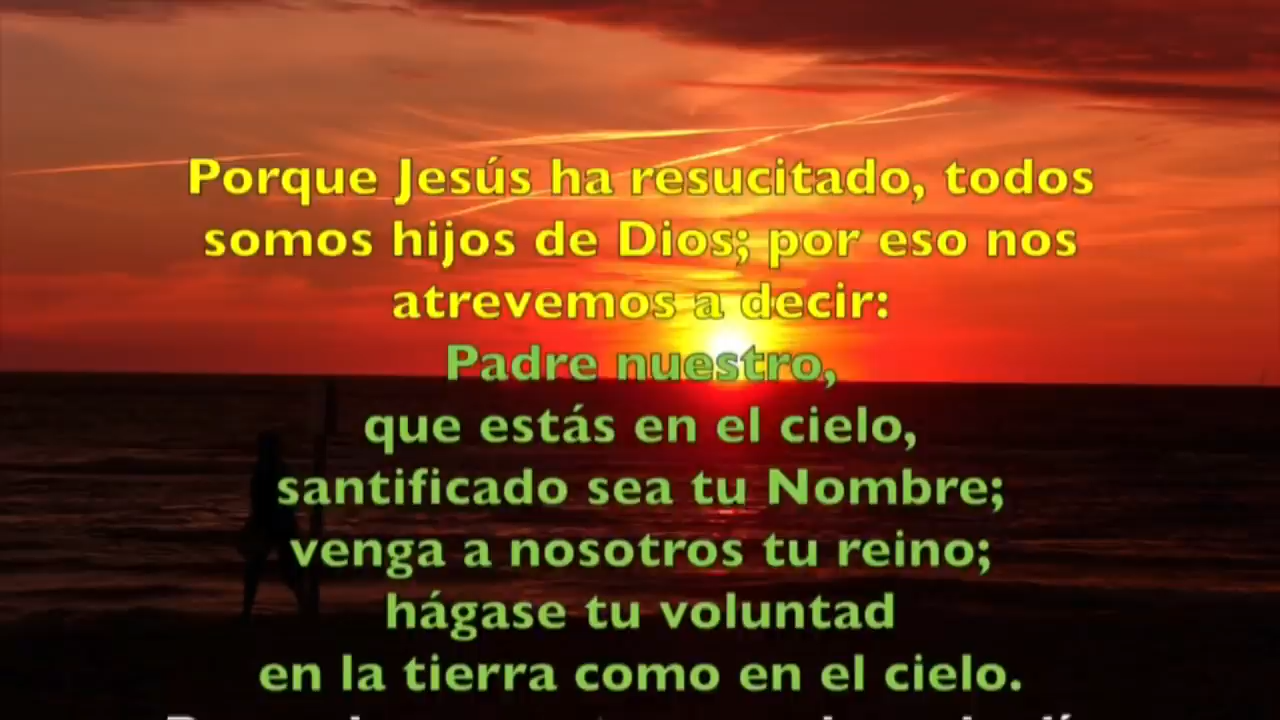 Porque Jesús ha resucitado, todos
somos hijos de Dios; por eso nos
atrevemos a decir:
Padre nuestro,
que estás en el cielo,
santificado sea tu Nombre;
venga a nosotros tu reino;
hágase tu voluntad
en la tierra como en el cielo.